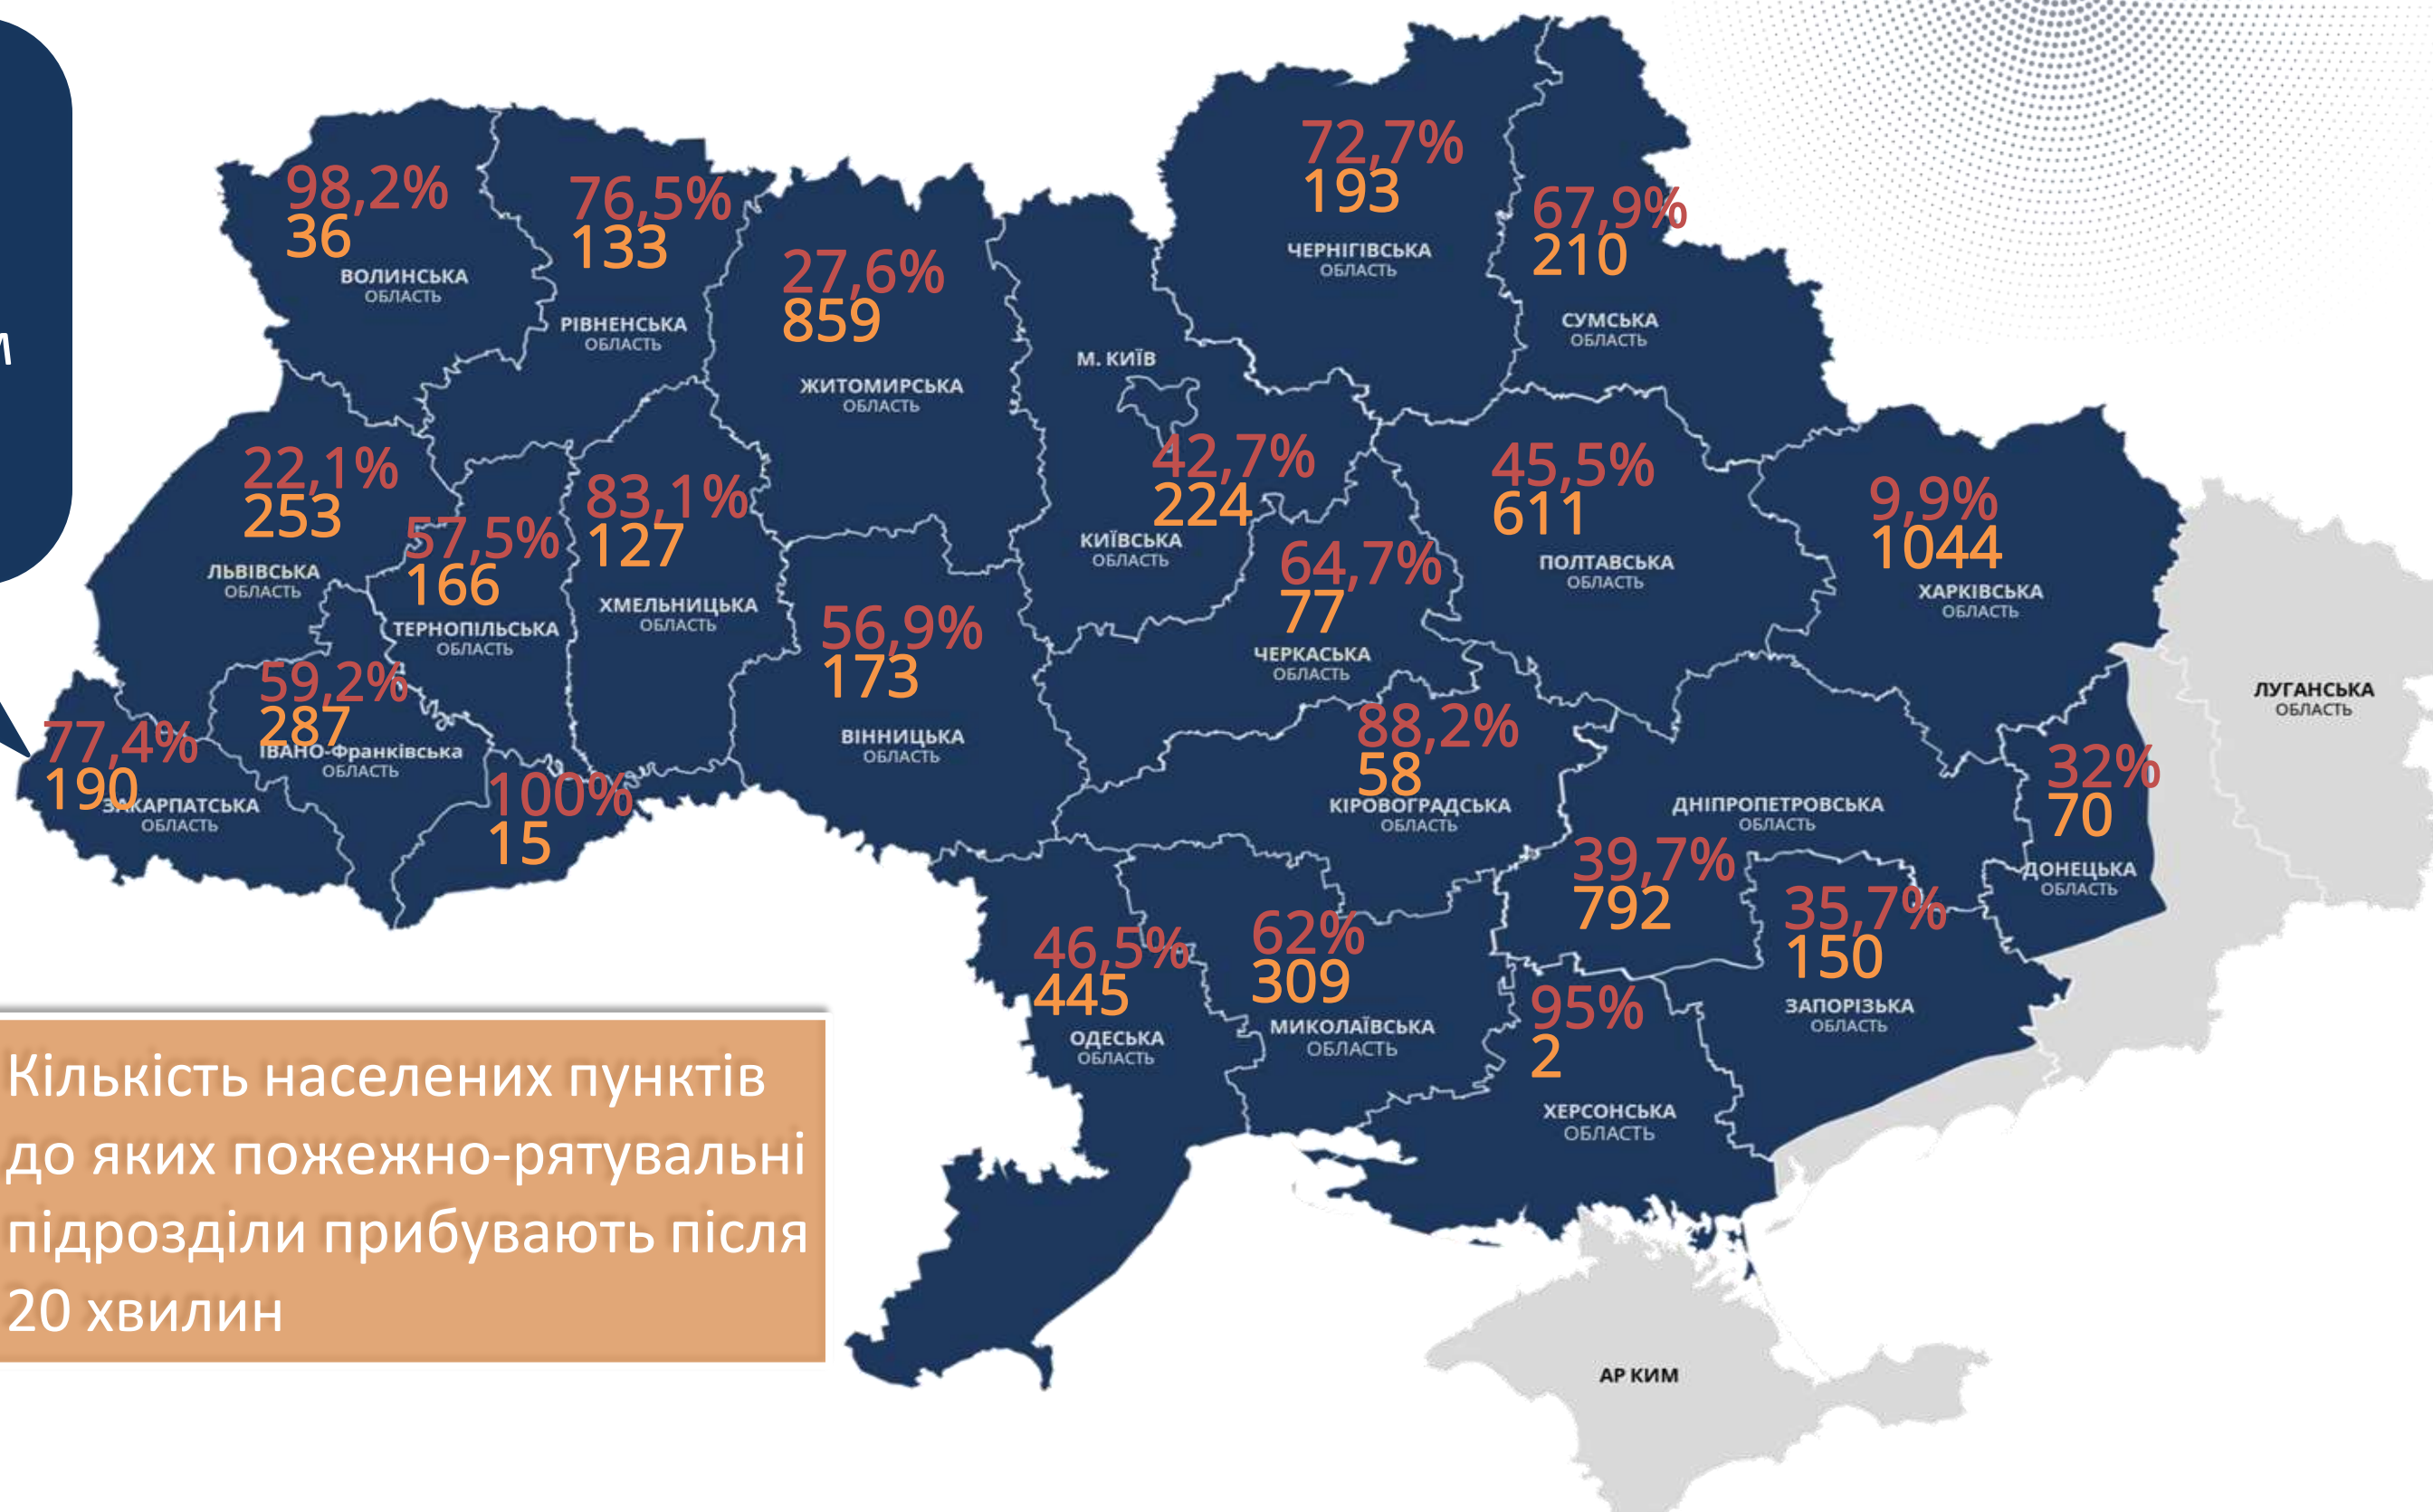 и
72,7%
193
ЧЕРНІГІВСЬКА
ОБЛАСТЬ
98,2%
36
ВОЛИНСЬКА
ОБЛАСТЬ
76,5%
133
РІВНЕНСЬКА
ОБЛАСТЬ
67,9%
210
СУМСЬКА
ОБЛАСТЬ
27,6%
859
ЖИТОМИРСЬКА
ОБЛАСТЬ
М. КИЇВ
42,7%
224
КИЇВСЬКА
ОБЛАСТЬ
22,1%
253
ЛЬВІВСЬКА
ОБЛАСТЬ
57,5%
166
ТЕРНОПІЛЬСЬКА
ОБЛАСТЬ
83,1%
127
ХМЕЛЬНИЦЬКА
ОБЛАСТЬ
45,5%
611
ПОЛТАВСЬКА
ОБЛАСТЬ
9,9%
1044
ХАРКІВСЬКА
ОБЛАСТЬ
64,7%
77
ЧЕРКАСЬКА
ОБЛАСТЬ
56,9%
173
ВІННИЦЬКА
ОБЛАСТЬ
ЛУГАНСЬКА
ОБЛАСТЬ
59,2%
287
ІВАНО-Франківська
ОБЛАСТЬ
77,4%
190
ЗАКАРПАТСЬКА
ОБЛАСТЬ
100%
15
88,2%
58
КІРОВОГРАДСЬКА
ОБЛАСТЬ
ДНІПРОПЕТРОВСЬКА
ОБЛАСТЬ
39,7%
792
32%
70
ДОНЕЦЬКА
ОБЛАСТЬ
35,7%
150
ЗАПОРІЗЬКА
ОБЛАСТЬ
46,5%
445
ОДЕСЬКА
ОБЛАСТЬ
62%
309
МИКОЛАЇВСЬКА
ОБЛАСТЬ
95%
2
ХЕРСОНСЬКА
ОБЛАСТЬ
Кількість населених пунктів
до яких пожежно-рятувальні
підрозділи прибувають після
20 хвилин
АР КИМ